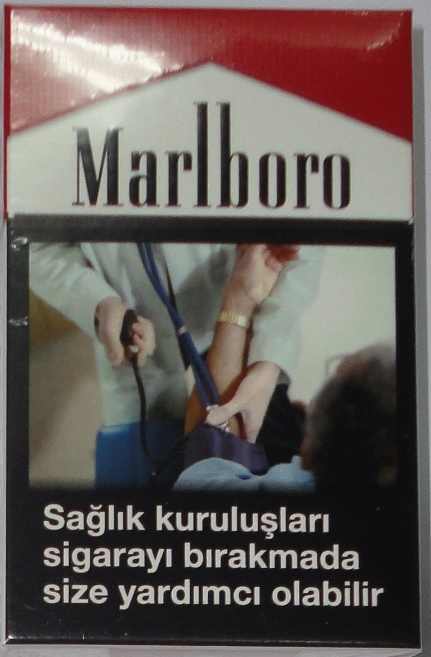 Marlboro
Sağlık kuruluşları
sigarayı bırakmada
size yardımcı olabilir